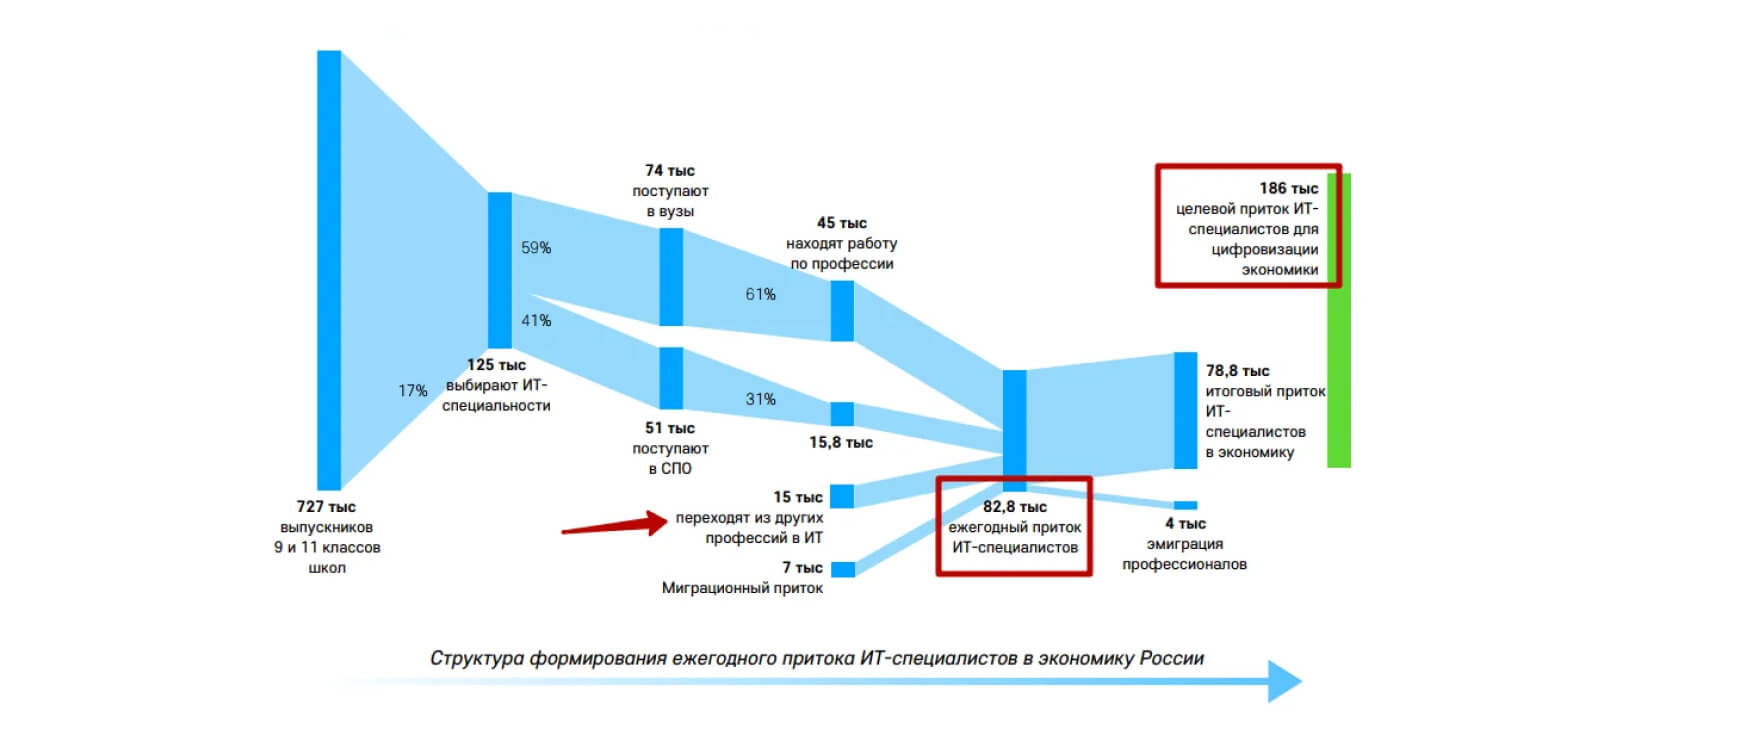 727 тыс
выпускников
9 и 11 классов
школ
17%
125 тыс
выбирают ИТ-
специальности
59%
41%
74 тыс
поступают
в вузы
51 тыс
поступают
в СПО
61%
31%
45 тыс
находят работу
по профессии
15,8 тыс
15 тыс
переходят из других
профессий в ИТ
7 тыс
Миграционный приток
82,8 тыс
ежегодный приток
ИТ-специалистов
186 тыс
целевой приток ИТ-
специалистов для
цифровизации
экономики
78,8 тыс
итоговый приток
ИТ-
специалистов
в экономику
4 тыс
эмиграция
профессионалов
Структура формирования ежегодного притока ИТ-специалистов в экономику России